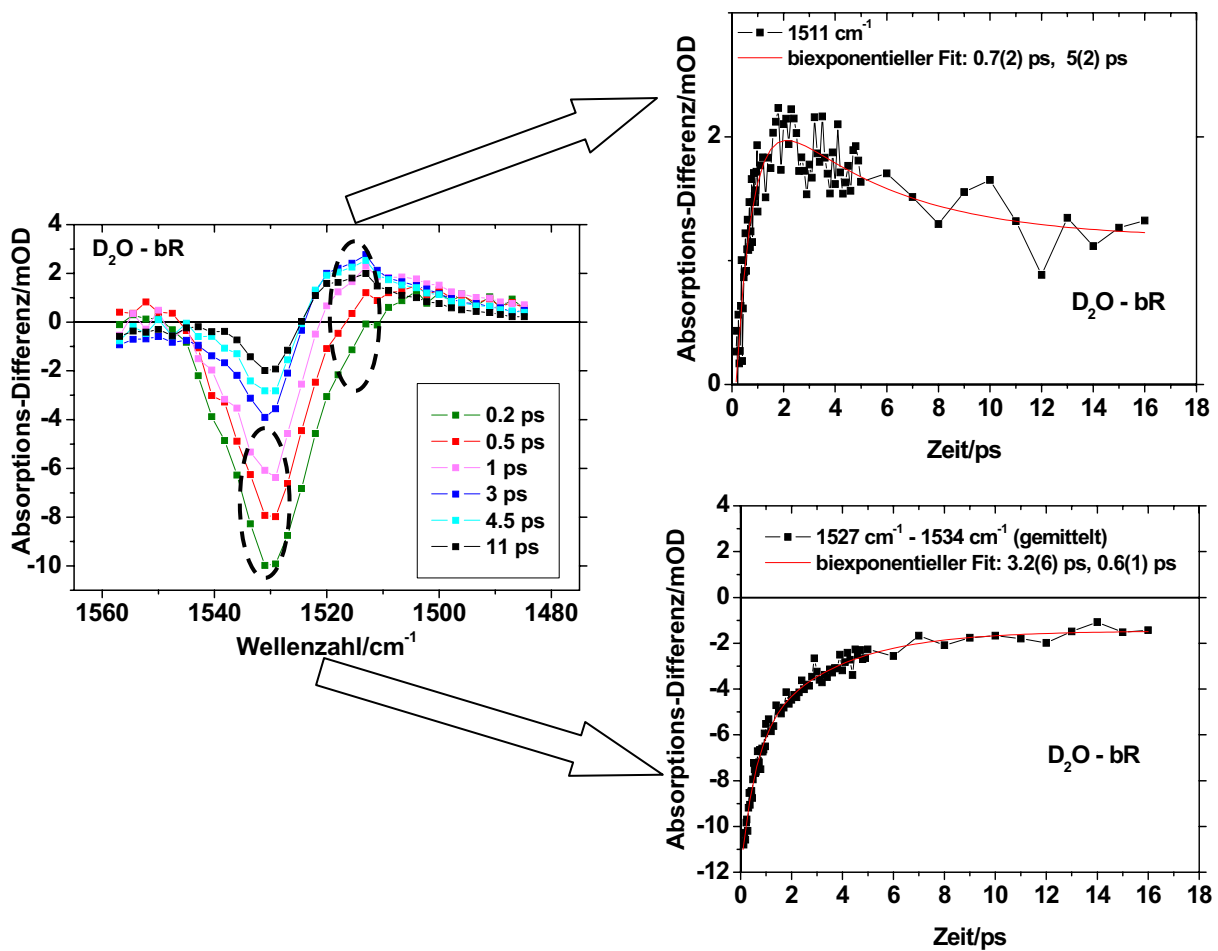 D₂O - bR
Absorptions-Differenz/mOD
4
2
0
-2
-4
-6
-8
-10
0.2 ps
0.5 ps
1 ps
3 ps
4.5 ps
11 ps
1560 1540 1520 1500 1480
Wellenzahl/cm⁻¹
1511 cm⁻¹
biexponentieller Fit: 0.7(2) ps, 5(2) ps
Absorptions-Differenz/mOD
2
0
D₂O - bR
0 2 4 6 8 10 12 14 16 18
Zeit/ps
1527 cm⁻¹ - 1534 cm⁻¹ (gemittelt)
biexponentieller Fit: 3.2(6) ps, 0.6(1) ps
Absorptions-Differenz/mOD
4
2
0
-2
-4
-6
-8
-10
-12
D₂O - bR
0 2 4 6 8 10 12 14 16 18
Zeit/ps